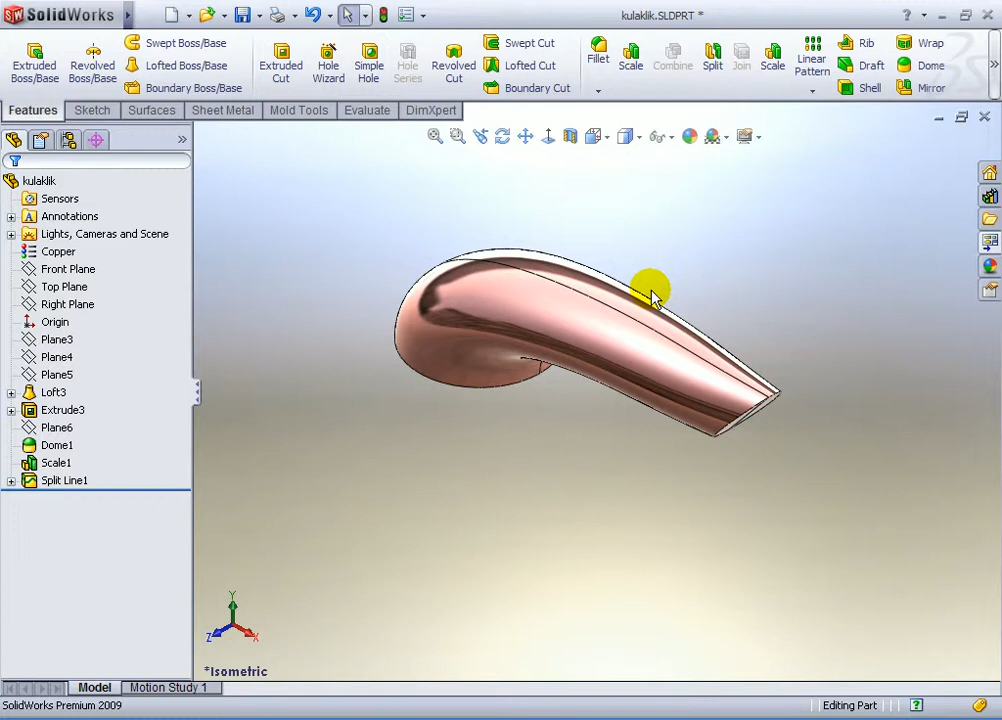 SolidWorks
kulaklik.SLDPRT *
Extruded Boss/Base
Revolved Boss/Base
Swept Boss/Base
Lofted Boss/Base
Boundary Boss/Base
Extruded Cut
Hole Wizard
Simple Hole
Hole Series
Revolved Cut
Swept Cut
Lofted Cut
Boundary Cut
Fillet
Scale
Combine
Split
Join
Scale
Linear Pattern
Rib
Draft
Shell
Wrap
Dome
Mirror
Features Sketch Surfaces Sheet Metal Mold Tools Evaluate DimXpert
kulaklik
Sensors
Annotations
Lights, Cameras and Scene
Copper
Front Plane
Top Plane
Right Plane
Origin
Plane3
Plane4
Plane5
Loft3
Extrude3
Plane6
Dome1
Scale1
Split Line1
Y
Z
X
*Isometric
Model Motion Study 1
SolidWorks Premium 2009
Editing Part